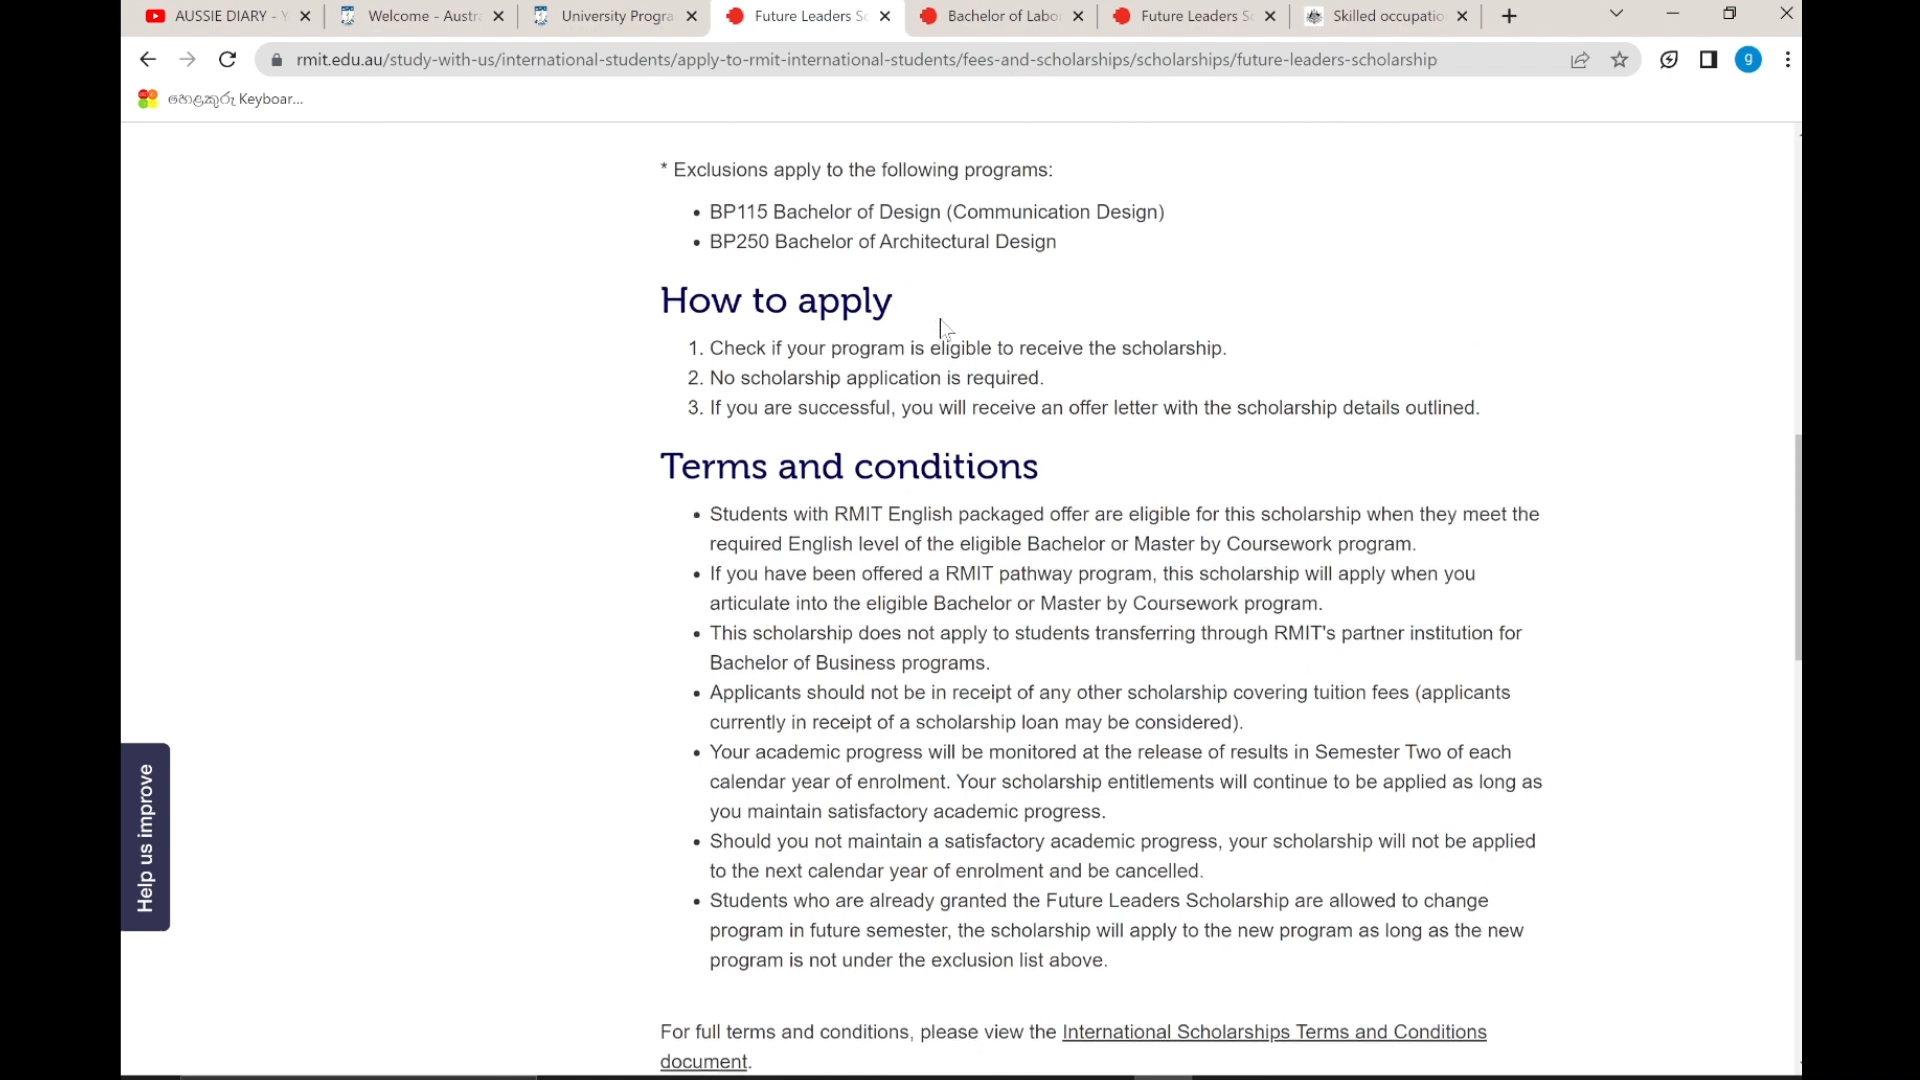 AUSSIE DIARY - Y
Welcome - Austra
University Progra
Future Leaders Sc
Bachelor of Labor
Future Leaders Sc
Skilled occupatio
rmit.edu.au/study-with-us/international-students/apply-to-rmit-international-students/fees-and-scholarships/scholarships/future-leaders-scholarship
g
හෙළකුරු Keyboar...
* Exclusions apply to the following programs:
• BP115 Bachelor of Design (Communication Design)
• BP250 Bachelor of Architectural Design
How to apply
1. Check if your program is eligible to receive the scholarship.
2. No scholarship application is required.
3. If you are successful, you will receive an offer letter with the scholarship details outlined.
Terms and conditions
• Students with RMIT English packaged offer are eligible for this scholarship when they meet the
required English level of the eligible Bachelor or Master by Coursework program.
• If you have been offered a RMIT pathway program, this scholarship will apply when you
articulate into the eligible Bachelor or Master by Coursework program.
• This scholarship does not apply to students transferring through RMIT's partner institution for
Bachelor of Business programs.
• Applicants should not be in receipt of any other scholarship covering tuition fees (applicants
currently in receipt of a scholarship loan may be considered).
• Your academic progress will be monitored at the release of results in Semester Two of each
calendar year of enrolment. Your scholarship entitlements will continue to be applied as long as
you maintain satisfactory academic progress.
• Should you not maintain a satisfactory academic progress, your scholarship will not be applied
to the next calendar year of enrolment and be cancelled.
• Students who are already granted the Future Leaders Scholarship are allowed to change
program in future semester, the scholarship will apply to the new program as long as the new
program is not under the exclusion list above.
For full terms and conditions, please view the International Scholarships Terms and Conditions
document.
Help us improve